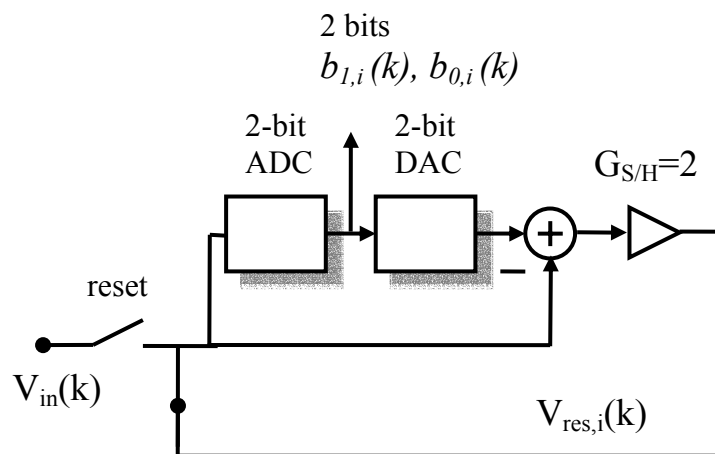 2 bits
b1,i (k), b0,i (k)
2-bit
ADC
2-bit
DAC
GS/H=2
+
−
reset
Vin(k)
Vres,i(k)